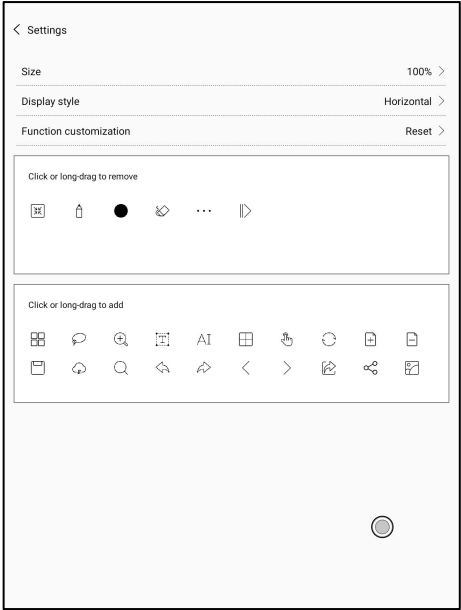 Settings
Size 100%
Display style Horizontal
Function customization Reset
Click or long-drag to remove
Click or long-drag to add
T AI